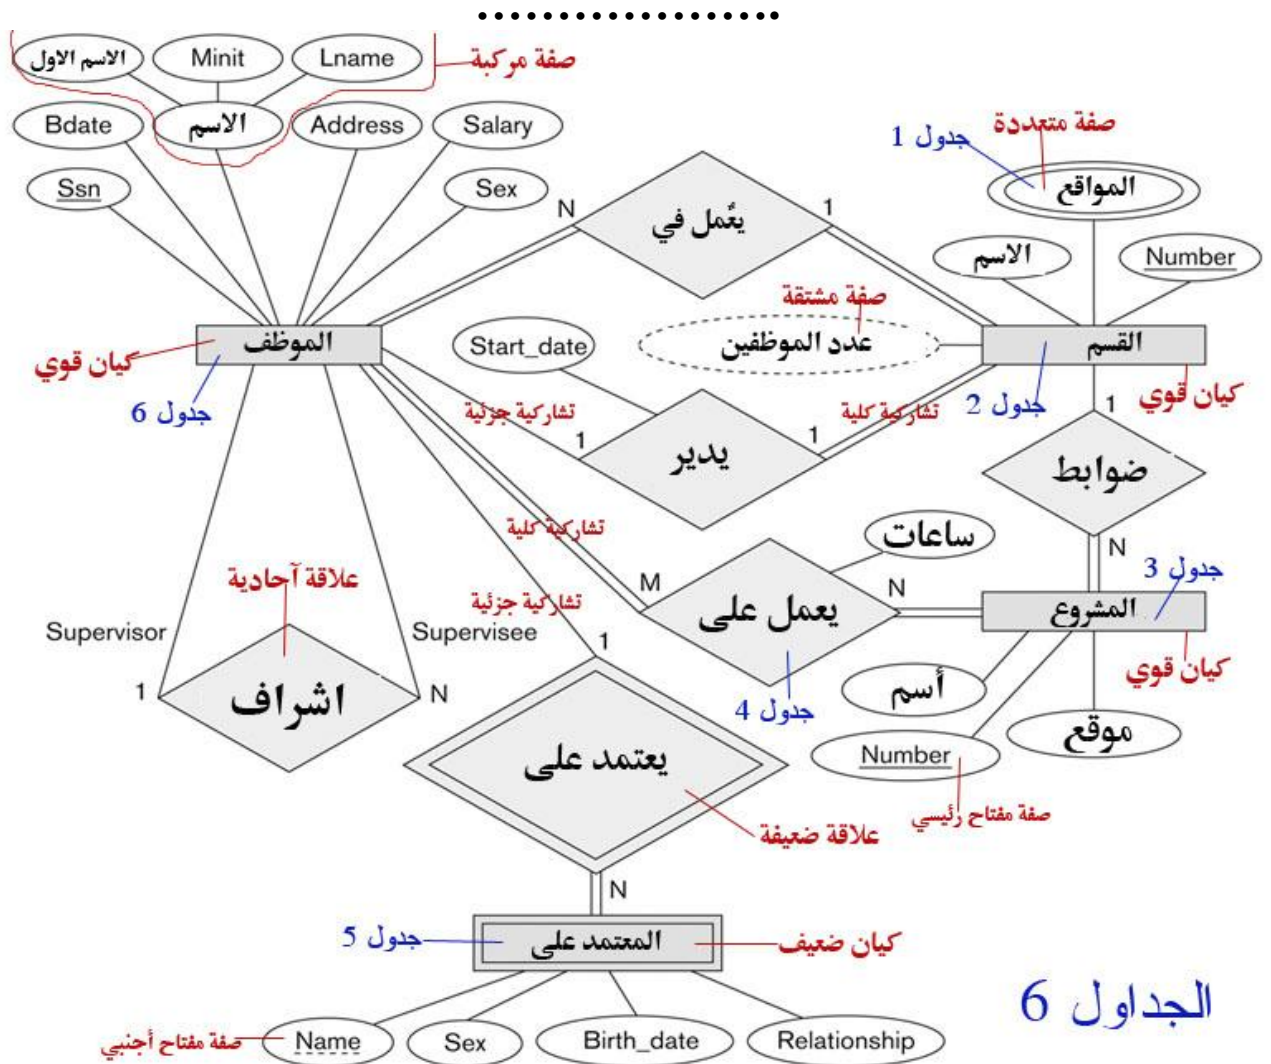 ..................
الاسم الاول
Minit
Lname
صفة مركبة
Bdate
الاسم
Address
Salary
Ssn
Sex
N
يعُمل في
1
جدول 1
صفة متعددة
المواقع
الاسم
Number
صفة مشتقة
عدد الموظفين
الموظف
القسم
كيان قوي
جدول 6
Start_date
كيان قوي
جدول 2
تشاركية جزئية
تشاركية كلية
1
يدير
1
1
ضوابط
N
تشاركية كلية
ساعات
جدول 3
M
يعمل على
N
المشروع
علاقة آحادية
تشاركية جزئية
كيان قوي
Supervisor
Supervisee
1
1
اشراف
N
جدول 4
أسم
موقع
Number
يعتمد على
صفة مفتاح رئيسي
علاقة ضعيفة
N
جدول 5
المعتمد على
كيان ضعيف
الجداول 6
صفة مفتاح أجنبي
Name
Sex
Birth_date
Relationship